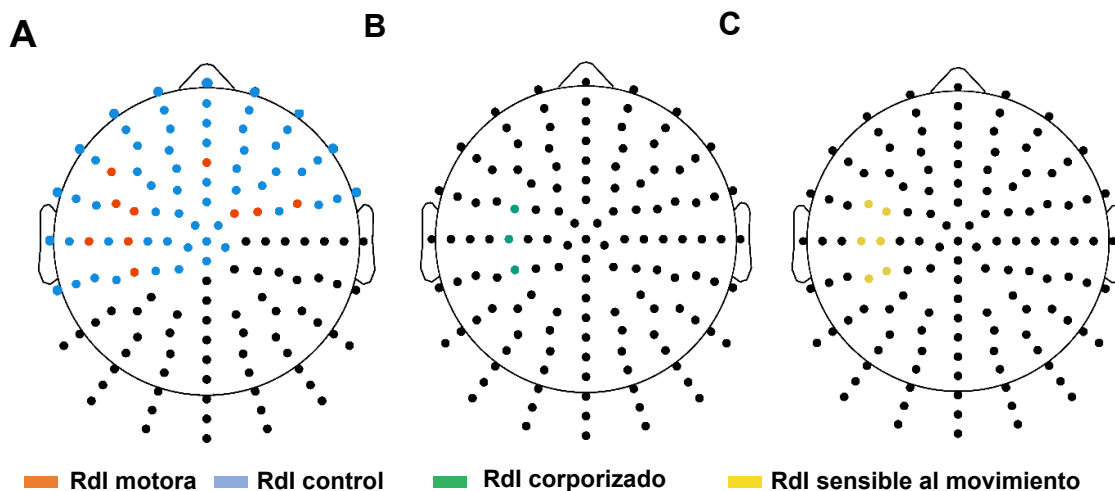 A
B
C
RdI motora
RdI control
RdI corporizado
RdI sensible al movimiento